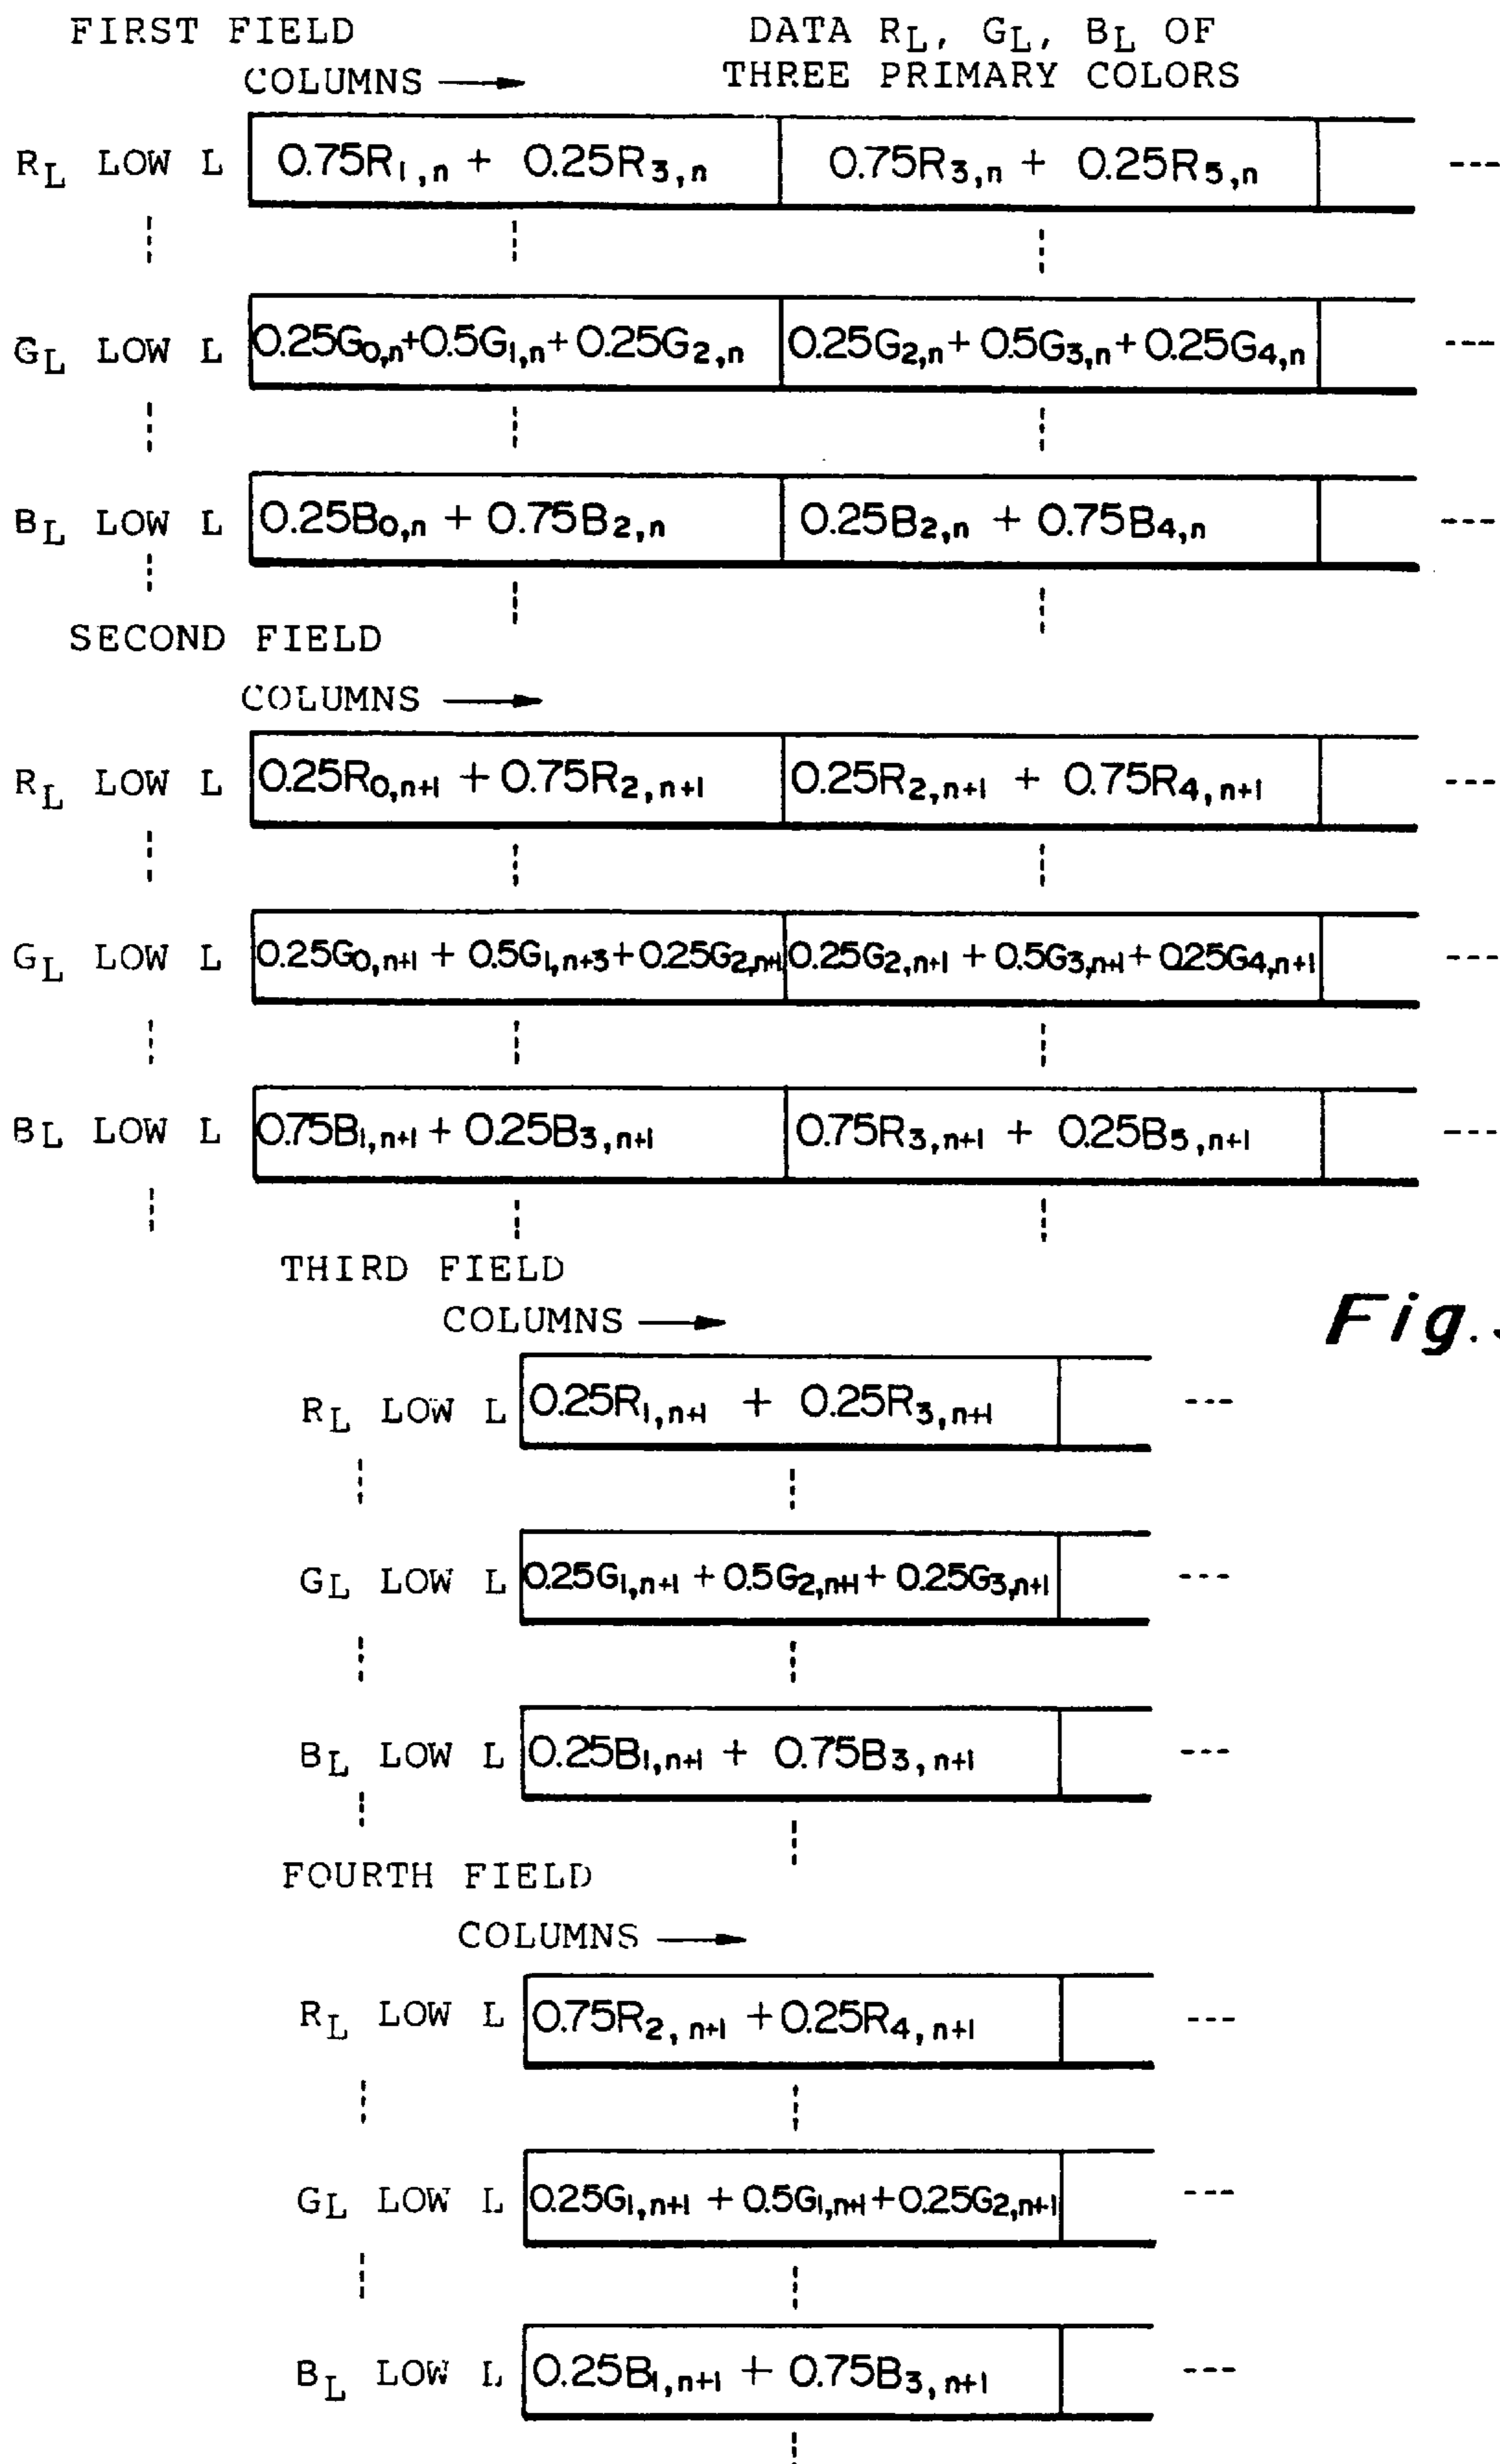 FIRST FIELD
DATA RL, GL, BL OF
THREE PRIMARY COLORS
COLUMNS
RL LOW L 0.75R1,n + 0.25R3,n 0.75R3,n + 0.25R5,n ---
GL LOW L 0.25G0,n+0.5G1,n+ 0.25G2,n 0.25G2,n+ 0.5G3,n+ 0.25G4,n ---
BL LOW L 0.25B0,n + 0.75B2,n 0.25B2,n + 0.75B4,n ---
SECOND FIELD
COLUMNS
RL LOW L 0.25R0,n+1 + 0.75R2,n+1 0.25R2,n+1 + 0.75R4,n+1 ---
GL LOW L 0.25G0,n+1 + 0.5G1,n+3+0.25G2,n+1 0.25G2,n+1 + 0.5G3,n+1+ 0.25G4,n+1 ---
BL LOW L 0.75B1,n+1 + 0.25B3,n+1 0.75R3,n+1 + 0.25B5,n+1 ---
THIRD FIELD
COLUMNS
Fig.
RL LOW L 0.25R1,n+1 + 0.25R3,n+1 ---
GL LOW L 0.25G1,n+1 + 0.5G2,n+1+ 0.25G3,n+1 ---
BL LOW L 0.25B1,n+1 + 0.75B3,n+1 ---
FOURTH FIELD
COLUMNS
RL LOW L 0.75R2,n+1 +0.25R4,n+1 ---
GL LOW L 0.25G1,n+1 + 0.5G1,n+1+0.25G2,n+1 ---
BL LOW L 0.25B1,n+1 + 0.75B3,n+1 ---